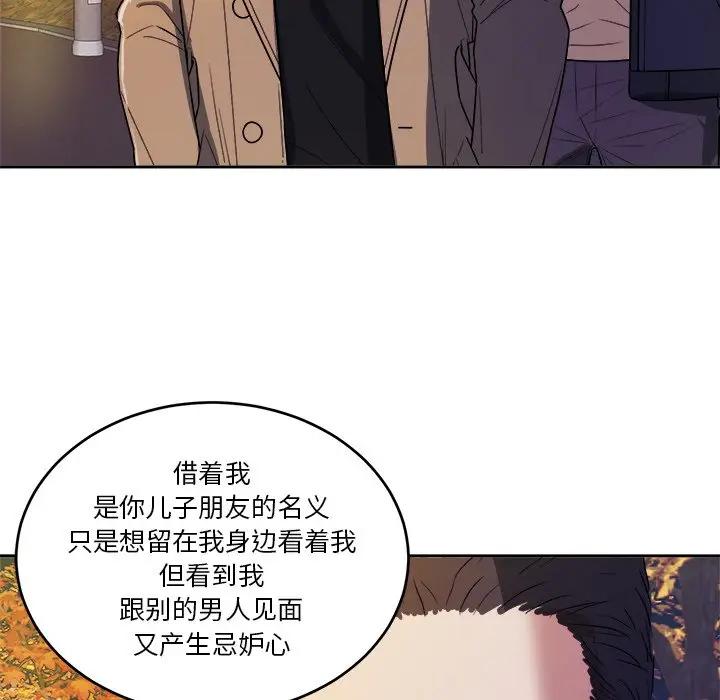 借着我
是你儿子朋友的名义
只是想留在我身边看着我
但看到我
跟别的男人见面
又产生忌妒心